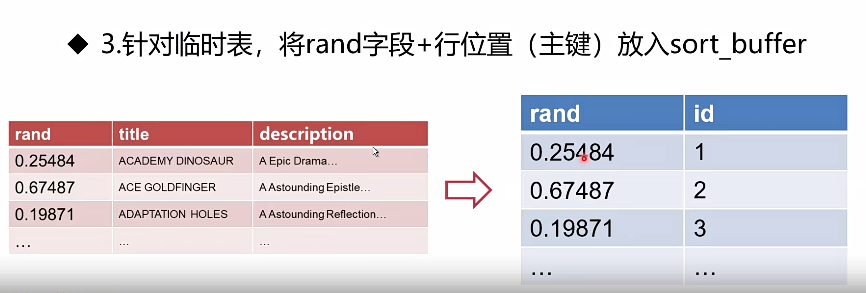 ◆ 3.针对临时表，将rand字段+行位置（主键）放入sort_buffer
rand title description
0.25484 ACADEMY DINOSAUR A Epic Drama…
0.67487 ACE GOLDFINGER A Astounding Epistle…
0.19871 ADAPTATION HOLES A Astounding Reflection…
… … …
rand id
0.25484 1
0.67487 2
0.19871 3
… …